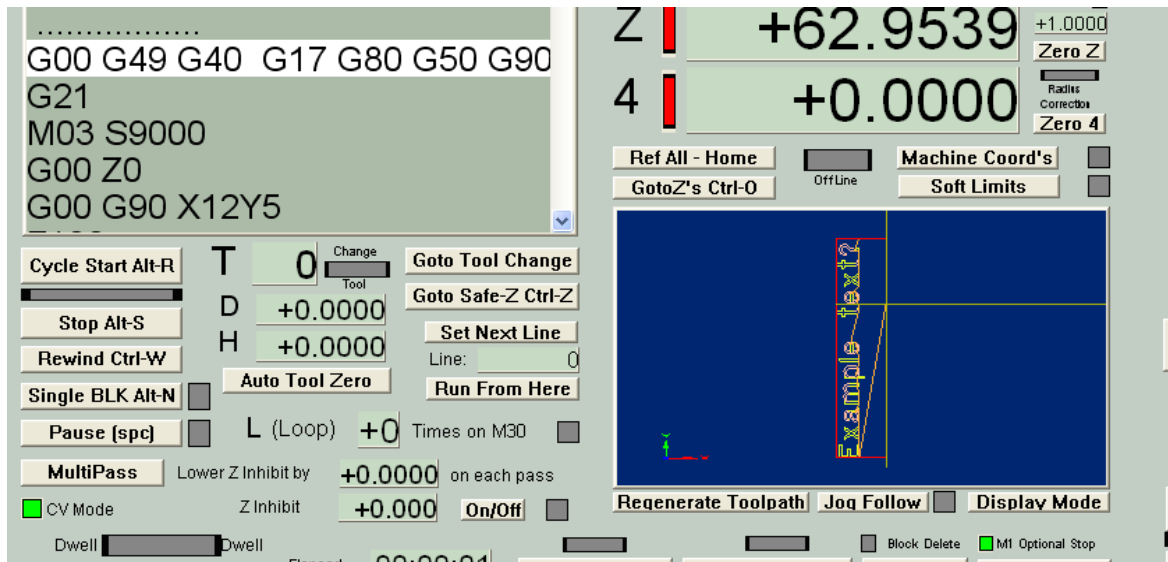 .................
G00 G49 G40 G17 G80 G50 G90
G21
M03 S9000
G00 Z0
G00 G90 X12Y5
Z +62.9539 +1.0000
Zero Z
4 +0.0000 Radius Correction
Zero 4
Ref All - Home OffLine Machine Coord's
GotoZ's Ctrl-O Soft Limits
Example text?
Regenerate Toolpath Jog Follow Display Mode
Cycle Start Alt-R
Stop Alt-S
Rewind Ctrl-W
Single BLK Alt-N
Pause (spc)
T 0 Change Tool
D +0.0000
H +0.0000
Auto Tool Zero
Goto Tool Change
Goto Safe-Z Ctrl-Z
Set Next Line
Line: 0
Run From Here
L (Loop) +0 Times on M30
MultiPass Lower Z Inhibit by +0.0000 on each pass
CV Mode Z Inhibit +0.000 On/Off
Dwell Dwell
Block Delete M1 Optional Stop